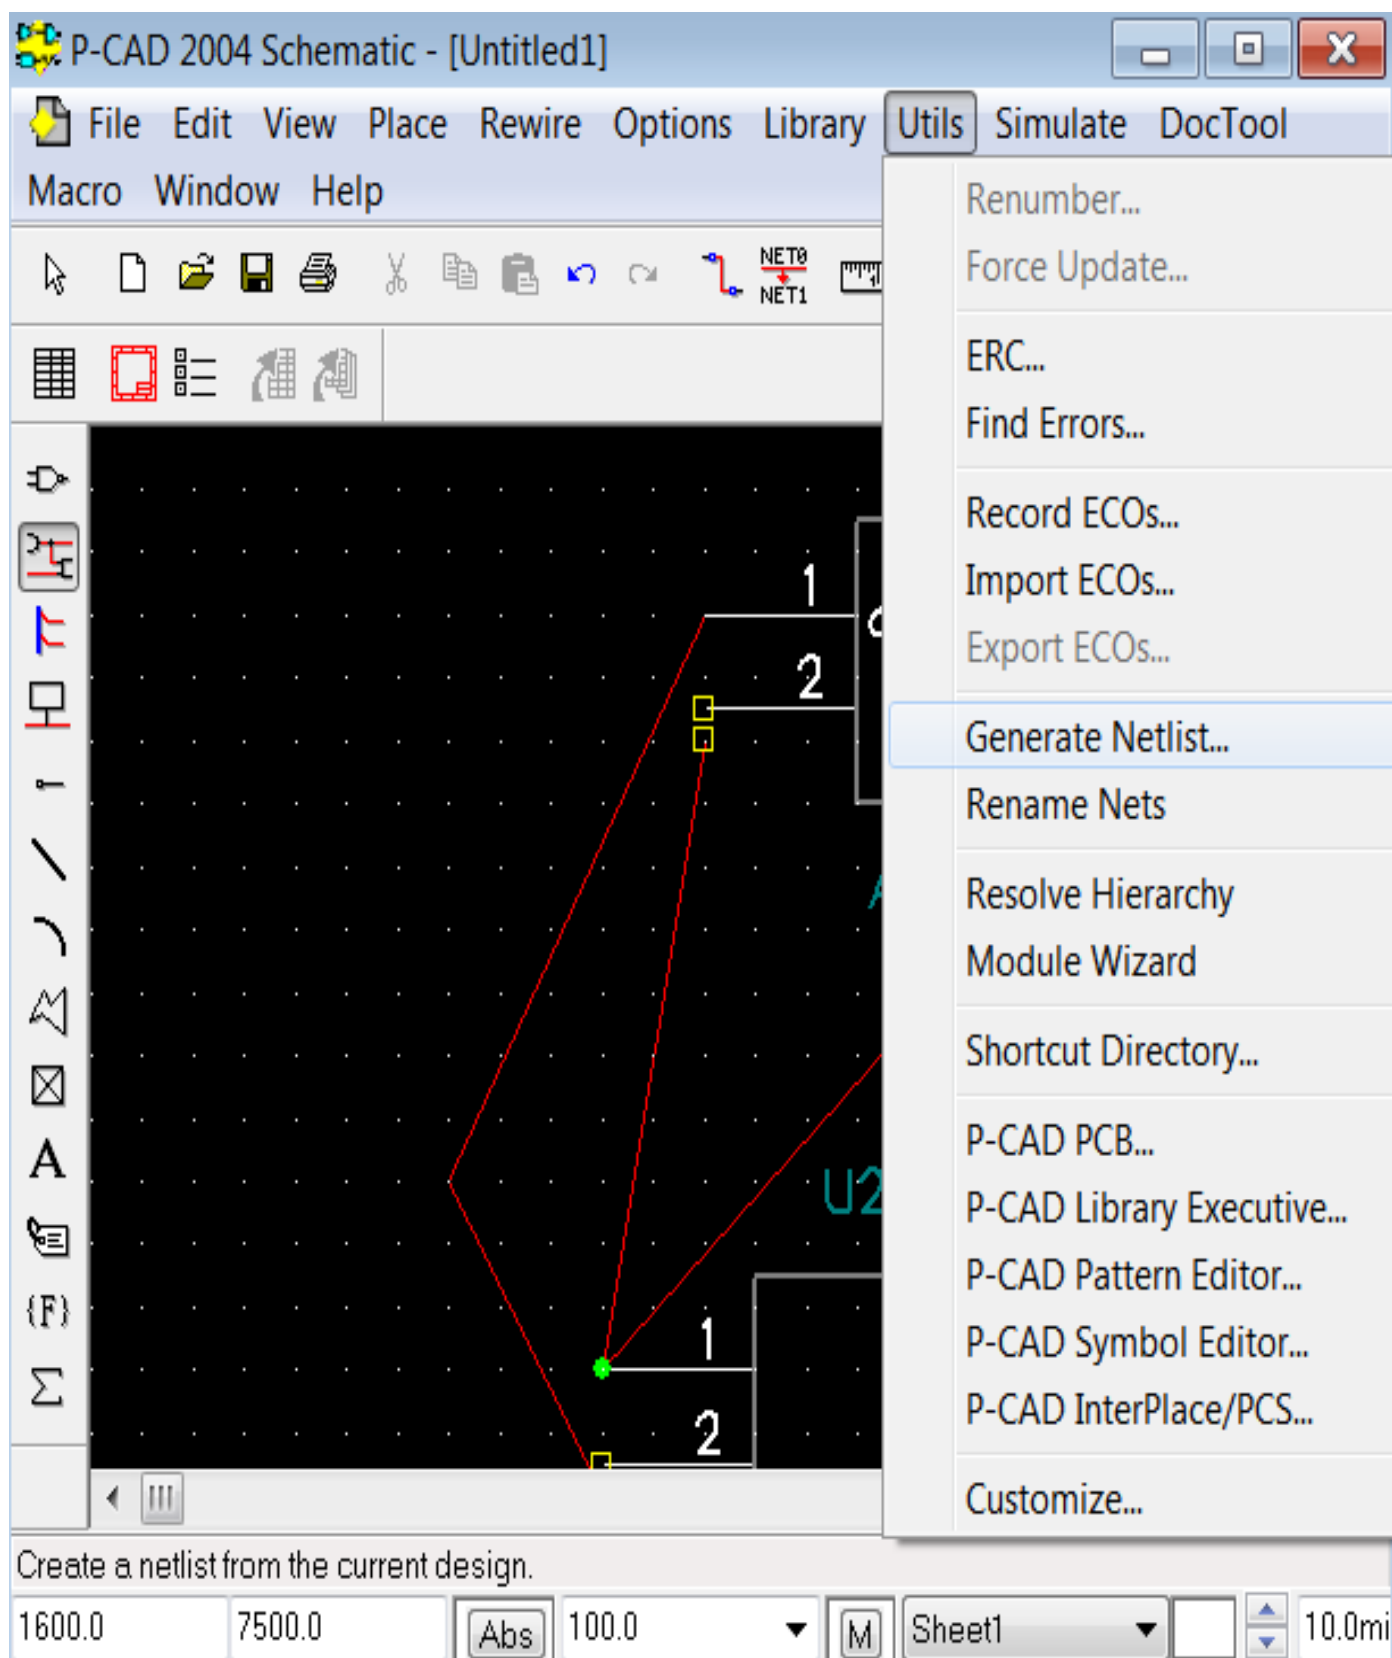 P-CAD 2004 Schematic - [Untitled1]
File Edit View Place Rewire Options Library Utils Simulate DocTool
Macro Window Help
NET0
NET1
Renumber...
Force Update...
ERC...
Find Errors...
Record ECOs...
Import ECOs...
Export ECOs...
Generate Netlist...
Rename Nets
Resolve Hierarchy
Module Wizard
Shortcut Directory...
P-CAD PCB...
P-CAD Library Executive...
P-CAD Pattern Editor...
P-CAD Symbol Editor...
P-CAD InterPlace/PCS...
Customize...
A
{F}
Σ
1
2
A
U2
1
2
Create a netlist from the current design.
1600.0 7500.0 Abs 100.0 M Sheet1 10.0mi